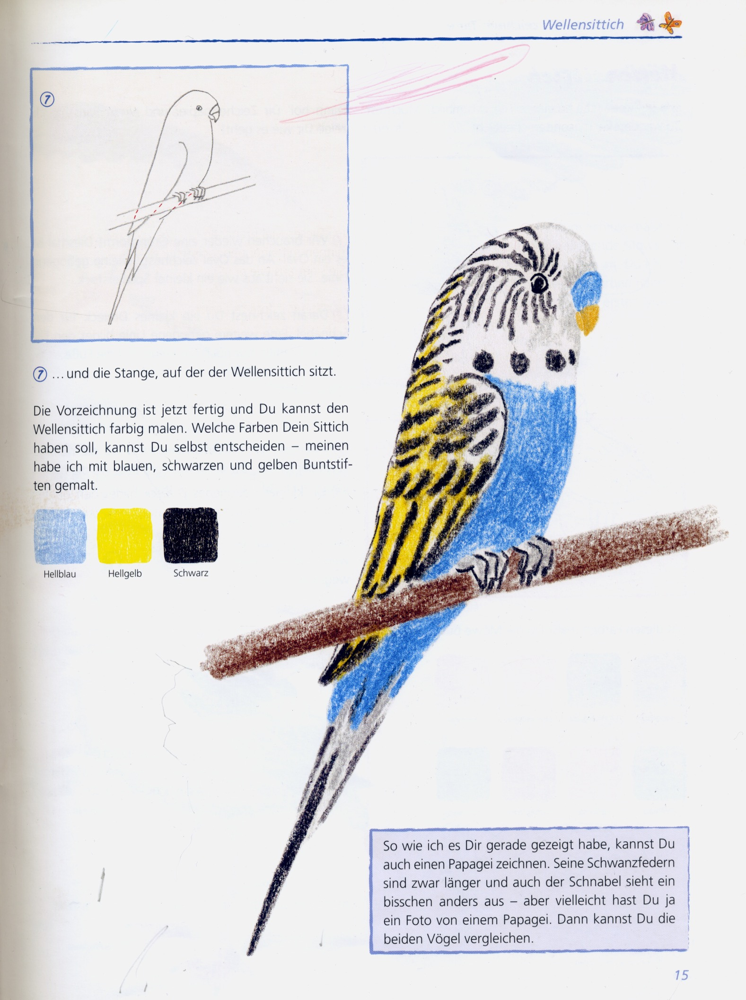 Wellensittich
7
7 ... und die Stange, auf der der Wellensittich sitzt.
Die Vorzeichnung ist jetzt fertig und Du kannst den
Wellensittich farbig malen. Welche Farben Dein Sittich
haben soll, kannst Du selbst entscheiden – meinen
habe ich mit blauen, schwarzen und gelben Buntstif-
ten gemalt.
Hellblau Hellgelb Schwarz
So wie ich es Dir gerade gezeigt habe, kannst Du
auch einen Papagei zeichnen. Seine Schwanzfedern
sind zwar länger und auch der Schnabel sieht ein
bisschen anders aus – aber vielleicht hast Du ja
ein Foto von einem Papagei. Dann kannst Du die
beiden Vögel vergleichen.
15